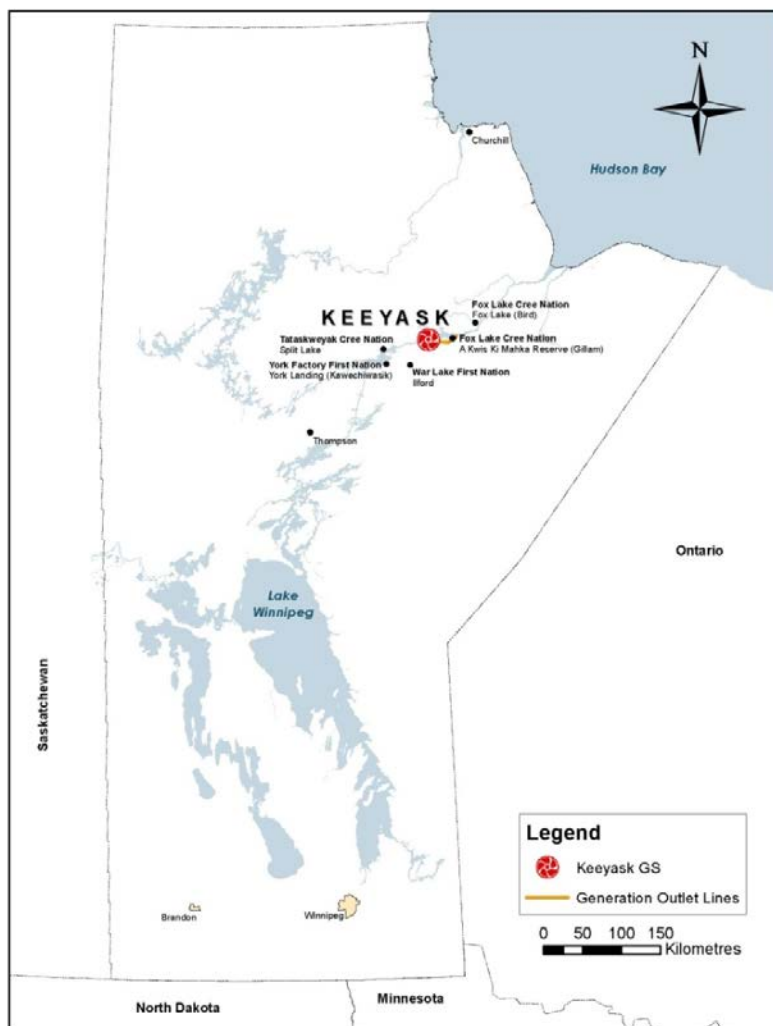 N
Churchill
Hudson Bay
KEEYASK
Fox Lake Cree Nation
Fox Lake (Bird)
Tataskweyak Cree Nation
Split Lake
Fox Lake Cree Nation
A Kwis Ki Mahka Reserve (Gillam)
York Factory First Nation
York Landing (Kawechiwasik)
War Lake First Nation
Ilford
Thompson
Ontario
Lake
Winnipeg
Saskatchewan
Legend
Keeyask GS
Generation Outlet Lines
0 50 100 150
Kilometres
Brandon
Winnipeg
North Dakota
Minnesota